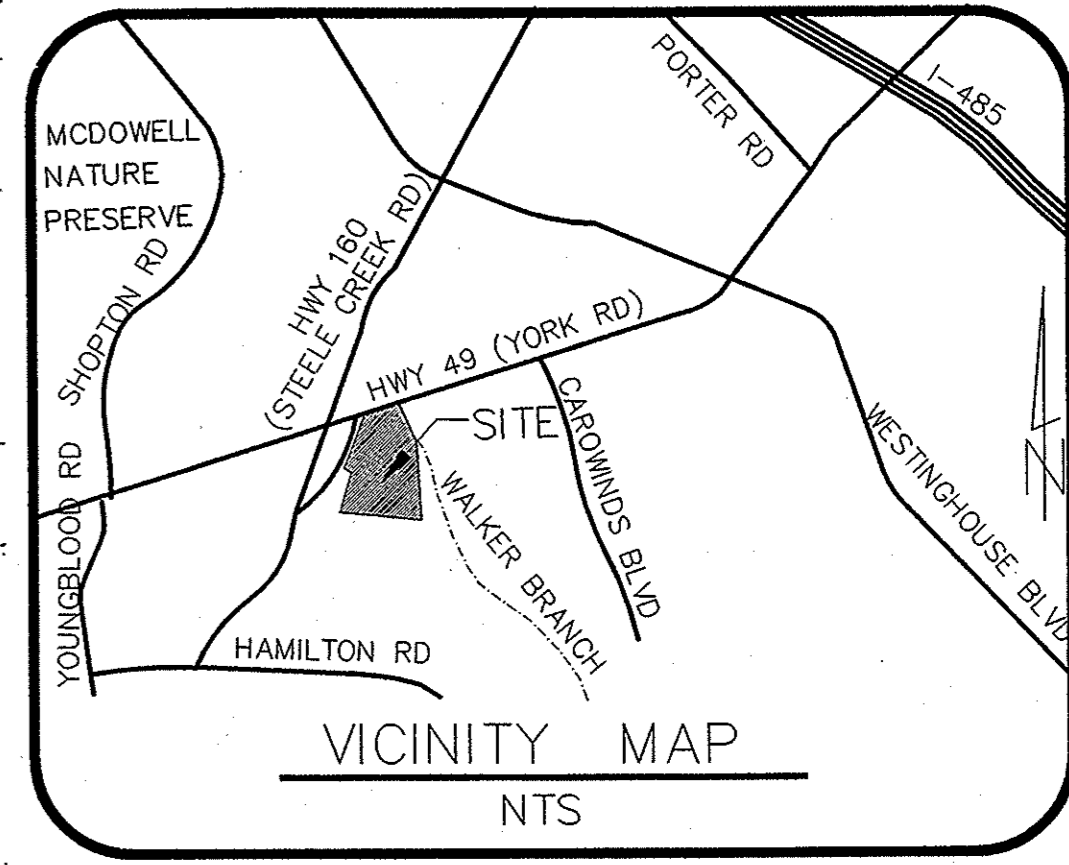 MCDOWELL
NATURE
PRESERVE
SHOPTON RD
HWY 160
(STEELE CREEK RD)
PORTER RD
I-485
HWY 49 (YORK RD)
SITE
CAROWINDS BLVD
WALKER BRANCH
WESTINGHOUSE BLVD
YOUNGBLOOD RD
HAMILTON RD
N
VICINITY MAP
NTS